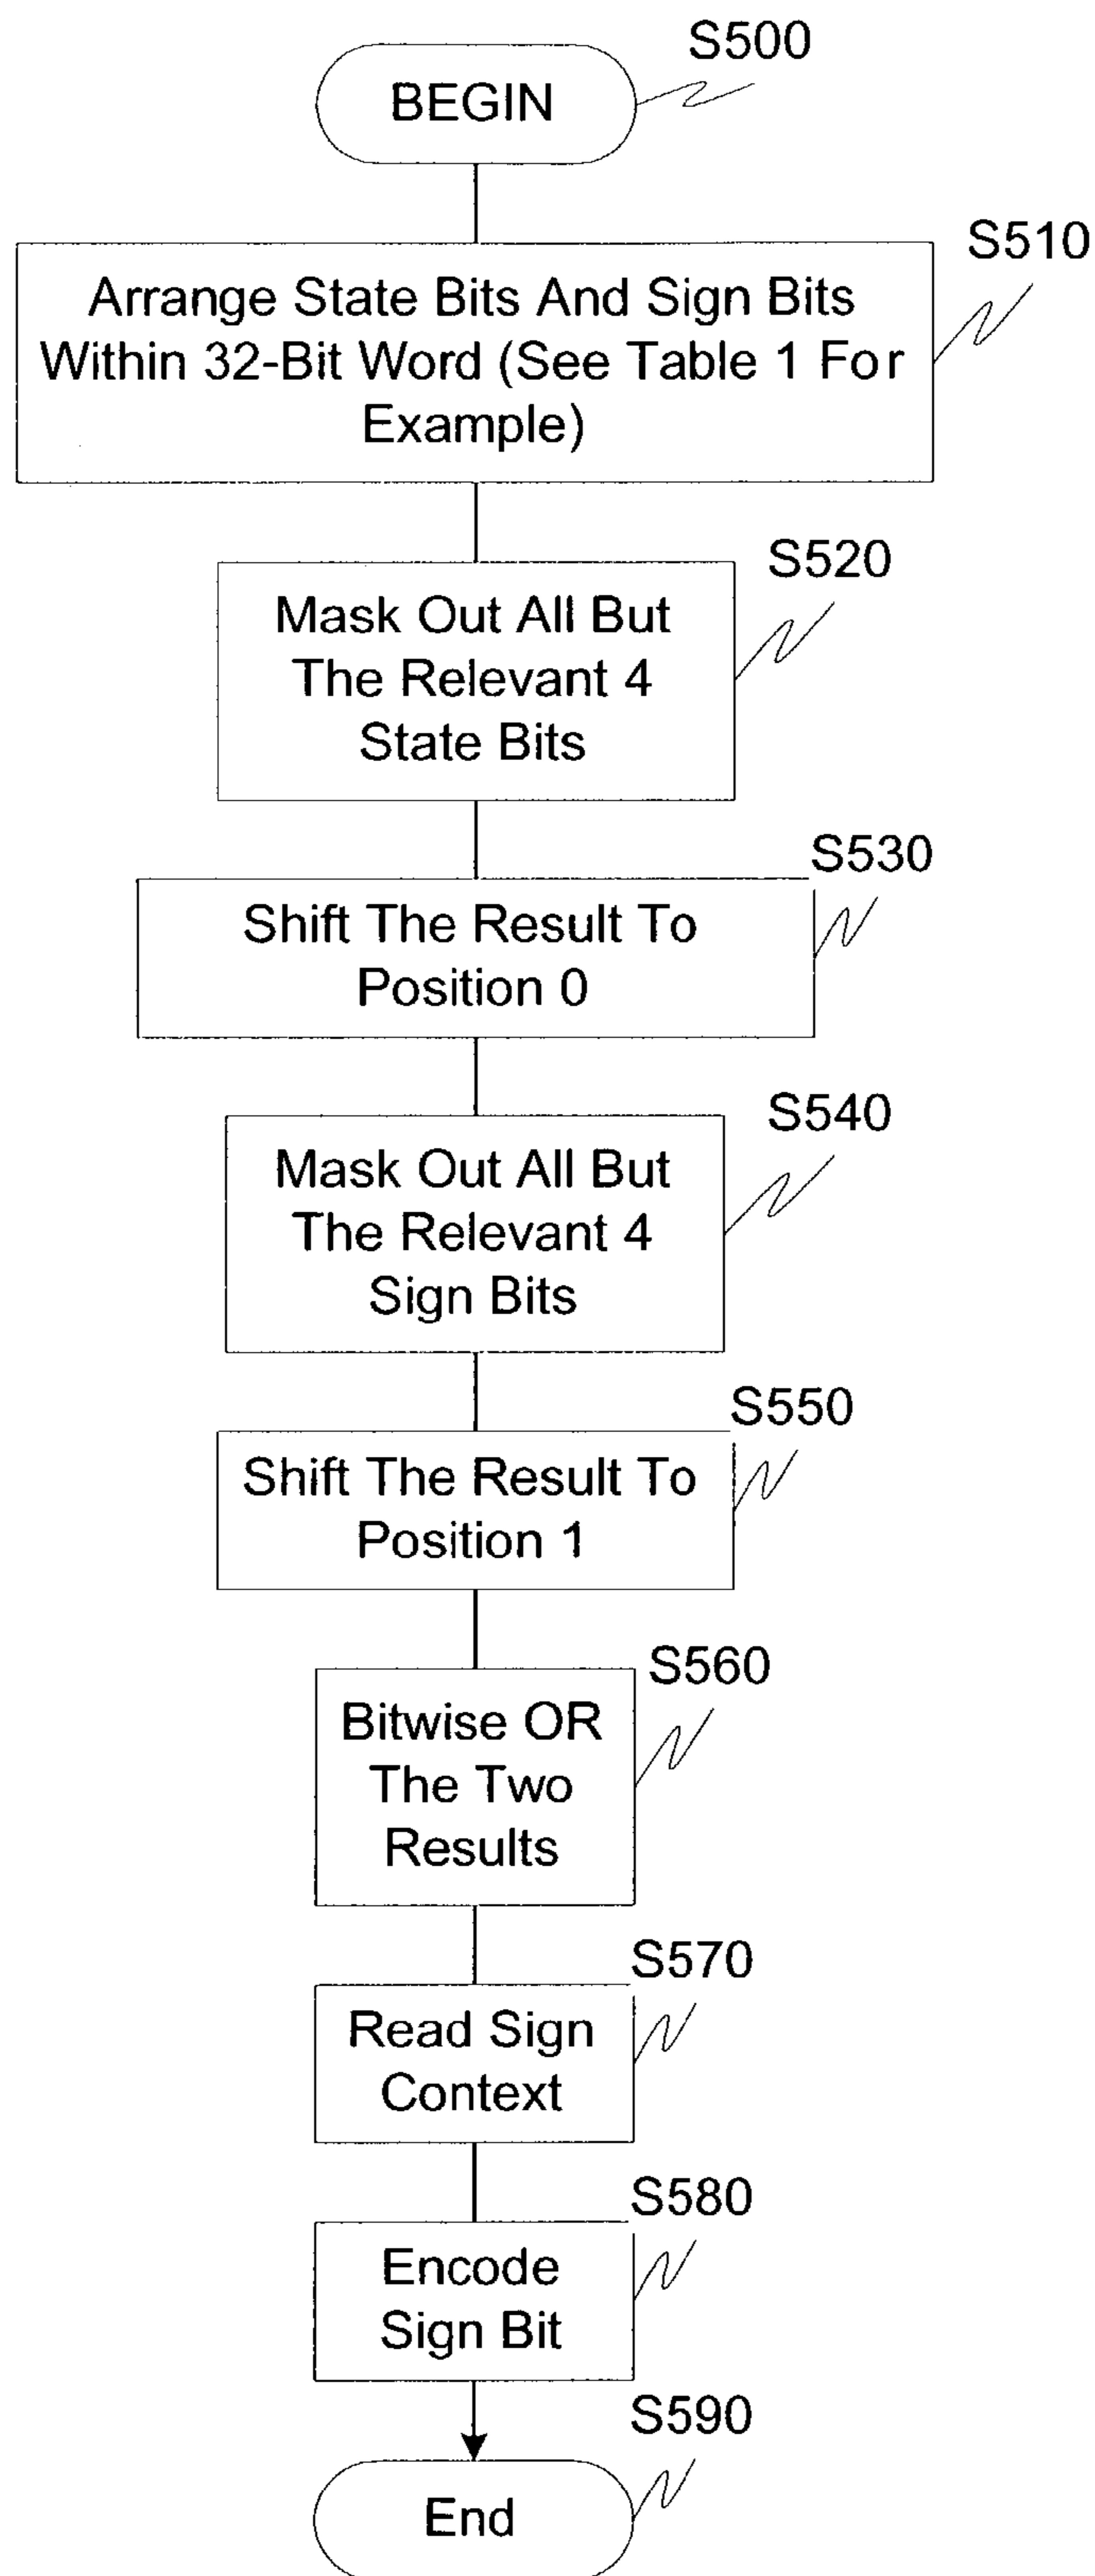 S500
BEGIN
S510
Arrange State Bits And Sign Bits
Within 32-Bit Word (See Table 1 For
Example)
S520
Mask Out All But
The Relevant 4
State Bits
S530
Shift The Result To
Position 0
S540
Mask Out All But
The Relevant 4
Sign Bits
S550
Shift The Result To
Position 1
S560
Bitwise OR
The Two
Results
S570
Read Sign
Context
S580
Encode
Sign Bit
S590
End